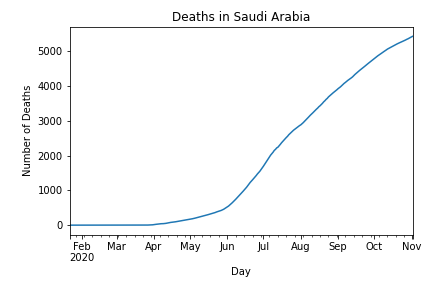 Deaths in Saudi Arabia
Number of Deaths
5000
4000
3000
2000
1000
0
Feb Mar Apr May Jun Jul Aug Sep Oct Nov
2020
Day